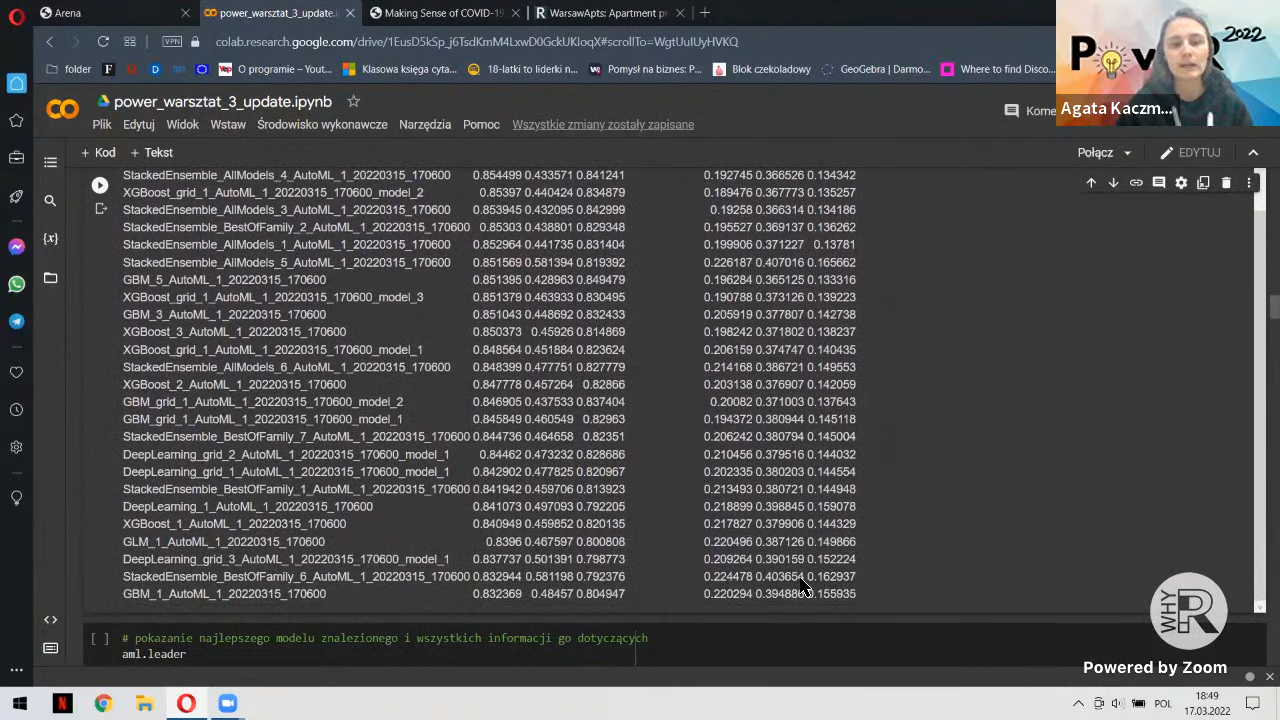 Arena
power_warsztat_3_update.ipynb
Making Sense of COVID-19
WarsawApts: Apartment pr
VPN
colab.research.google.com/drive/1EusD5kSp_j6TsdKmM4LxwD0GxkUKloqX#scrollTo=WgtUuIUyHVKQ
folder
O programie – Yout...
Klasowa księga cyta...
18-latki to liderki n...
Pomysł na biznes: P...
Blok czekoladowy
GeoGebra | Darmo...
Where to find Disco...
PoweR 2022
Agata Kaczm...
power_warsztat_3_update.ipynb
Plik Edytuj Widok Wstaw Środowisko wykonawcze Narzędzia Pomoc Wszystkie zmiany zostały zapisane
Kome
+ Kod + Tekst
Połącz
EDYTUJ
StackedEnsemble_AllModels_4_AutoML_1_20220315_170600 0.854499 0.433571 0.841241 0.192745 0.366526 0.134342
XGBoost_grid_1_AutoML_1_20220315_170600_model_2 0.85397 0.440424 0.834879 0.189476 0.367773 0.135257
StackedEnsemble_AllModels_3_AutoML_1_20220315_170600 0.853945 0.432095 0.842999 0.19258 0.366314 0.134186
StackedEnsemble_BestOfFamily_2_AutoML_1_20220315_170600 0.85303 0.438801 0.829348 0.195527 0.369137 0.136262
StackedEnsemble_AllModels_1_AutoML_1_20220315_170600 0.852964 0.441735 0.831404 0.199906 0.371227 0.13781
StackedEnsemble_AllModels_5_AutoML_1_20220315_170600 0.851569 0.581394 0.819392 0.226187 0.407016 0.165662
GBM_5_AutoML_1_20220315_170600 0.851395 0.428963 0.849479 0.196284 0.365125 0.133316
XGBoost_grid_1_AutoML_1_20220315_170600_model_3 0.851379 0.463933 0.830495 0.190788 0.373126 0.139223
GBM_3_AutoML_1_20220315_170600 0.851043 0.448692 0.832433 0.205919 0.377807 0.142738
XGBoost_3_AutoML_1_20220315_170600 0.850373 0.45926 0.814869 0.198242 0.371802 0.138237
XGBoost_grid_1_AutoML_1_20220315_170600_model_1 0.848564 0.451884 0.823624 0.206159 0.374747 0.140435
StackedEnsemble_AllModels_6_AutoML_1_20220315_170600 0.848399 0.477751 0.827779 0.214168 0.386721 0.149553
XGBoost_2_AutoML_1_20220315_170600 0.847778 0.457264 0.82866 0.203138 0.376907 0.142059
GBM_grid_1_AutoML_1_20220315_170600_model_2 0.846905 0.437533 0.837404 0.20082 0.371003 0.137643
GBM_grid_1_AutoML_1_20220315_170600_model_1 0.845849 0.460549 0.82963 0.194372 0.380944 0.145118
StackedEnsemble_BestOfFamily_7_AutoML_1_20220315_170600 0.844736 0.464658 0.82351 0.206242 0.380794 0.145004
DeepLearning_grid_2_AutoML_1_20220315_170600_model_1 0.84462 0.473232 0.828686 0.210456 0.379516 0.144032
DeepLearning_grid_1_AutoML_1_20220315_170600_model_1 0.842902 0.477825 0.820967 0.202335 0.380203 0.144554
StackedEnsemble_BestOfFamily_1_AutoML_1_20220315_170600 0.841942 0.459706 0.813923 0.213493 0.380721 0.144948
DeepLearning_1_AutoML_1_20220315_170600 0.841073 0.497093 0.792205 0.218899 0.398845 0.159078
XGBoost_1_AutoML_1_20220315_170600 0.840949 0.459852 0.820135 0.217827 0.379906 0.144329
GLM_1_AutoML_1_20220315_170600 0.8396 0.467597 0.800808 0.220496 0.387126 0.149866
DeepLearning_grid_3_AutoML_1_20220315_170600_model_1 0.837737 0.501391 0.798773 0.209264 0.390159 0.152224
StackedEnsemble_BestOfFamily_6_AutoML_1_20220315_170600 0.832944 0.581198 0.792376 0.224478 0.403654 0.162937
GBM_1_AutoML_1_20220315_170600 0.832369 0.48457 0.804947 0.220294 0.155935
[ ] # pokazanie najlepszego modelu znalezionego i wszystkich informacji go dotyczących
aml.leader
WHY R
Powered by Zoom
POL
18:49
17.03.2022